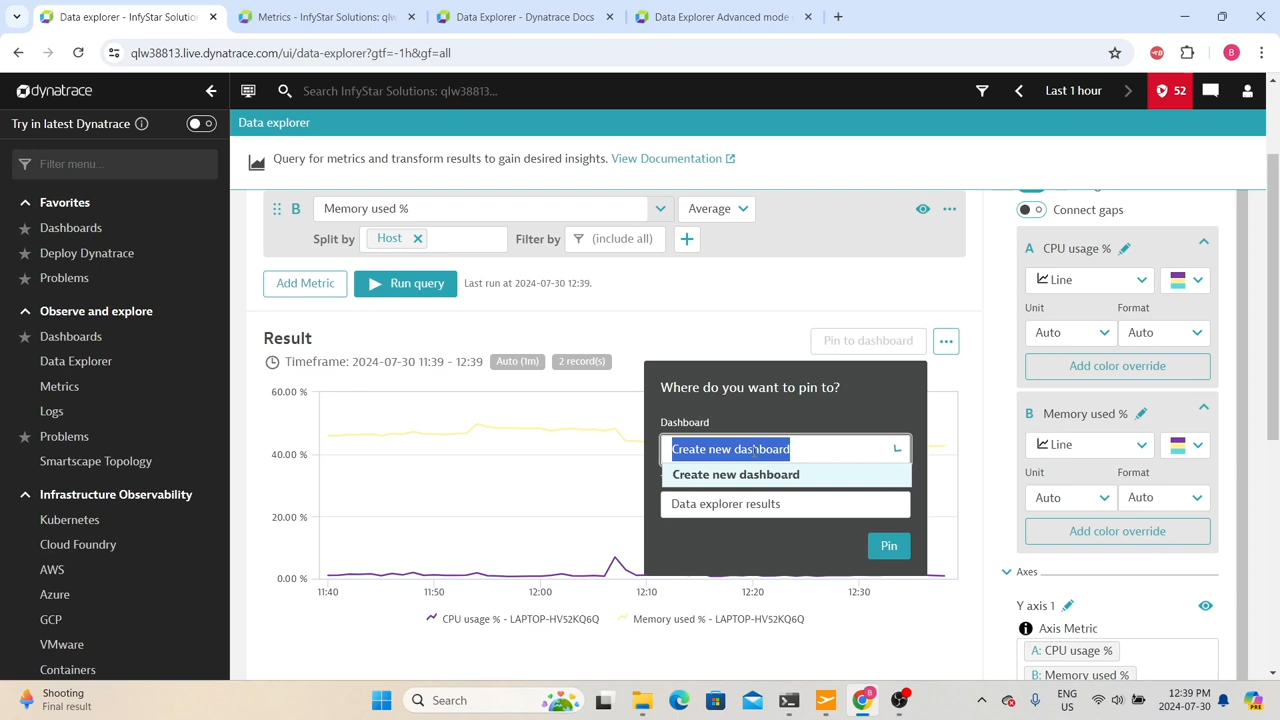 Data explorer - InfyStar Solutions:
Metrics - InfyStar Solutions: qlw
Data Explorer - Dynatrace Docs
Data Explorer Advanced mode
qlw38813.live.dynatrace.com/ui/data-explorer?gtf=-1h&gf=all
B
dynatrace
Search InfyStar Solutions: qlw38813...
Last 1 hour
52
Try in latest Dynatrace
Data explorer
Filter menu...
Query for metrics and transform results to gain desired insights. View Documentation
Favorites
Dashboards
Deploy Dynatrace
Problems
Observe and explore
Dashboards
Data Explorer
Metrics
Logs
Problems
Smartscape Topology
Infrastructure Observability
Kubernetes
Cloud Foundry
AWS
Azure
GCP
VMware
Containers
B Memory used % Average
Split by Host Filter by (include all)
Add Metric Run query Last run at 2024-07-30 12:39.
Result
Pin to dashboard
Timeframe: 2024-07-30 11:39 - 12:39 Auto (1m) 2 record(s)
60.00 %
40.00 %
20.00 %
0.00 %
11:40 11:50 12:00 12:10 12:20 12:30
CPU usage % - LAPTOP-HV52KQ6Q Memory used % - LAPTOP-HV52KQ6Q
Where do you want to pin to?
Dashboard
Create new dashboard
Create new dashboard
Data explorer results
Pin
Connect gaps
A CPU usage %
Line
Unit Format
Auto Auto
Add color override
B Memory used %
Line
Unit Format
Auto Auto
Add color override
Axes
Y axis 1
Axis Metric
A: CPU usage %
B: Memory used %
Shooting
Final result
Search
ENG
US
12:39 PM
2024-07-30